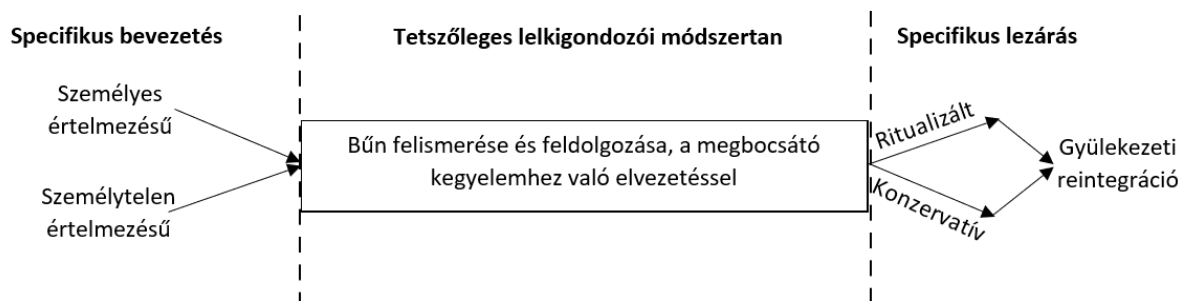 Specifikus bevezetés
Tetszőleges lelkigondozói módszertan
Specifikus lezárás
Személyes
értelmezésű
Személytelen
értelmezésű
Bűn felismerése és feldolgozása, a megbocsátó
kegyelemhez való elvezetéssel
Ritualizált
Konzervatív
Gyülekezeti
reintegráció